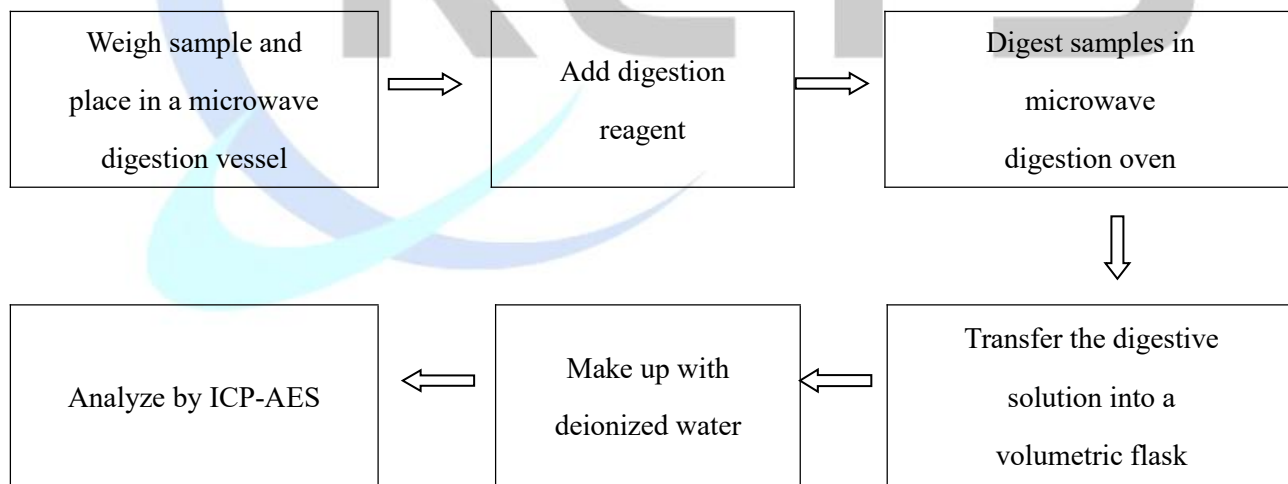 Weigh sample and
place in a microwave
digestion vessel
Add digestion
reagent
Digest samples in
microwave
digestion oven
Transfer the digestive
solution into a
volumetric flask
Make up with
deionized water
Analyze by ICP-AES